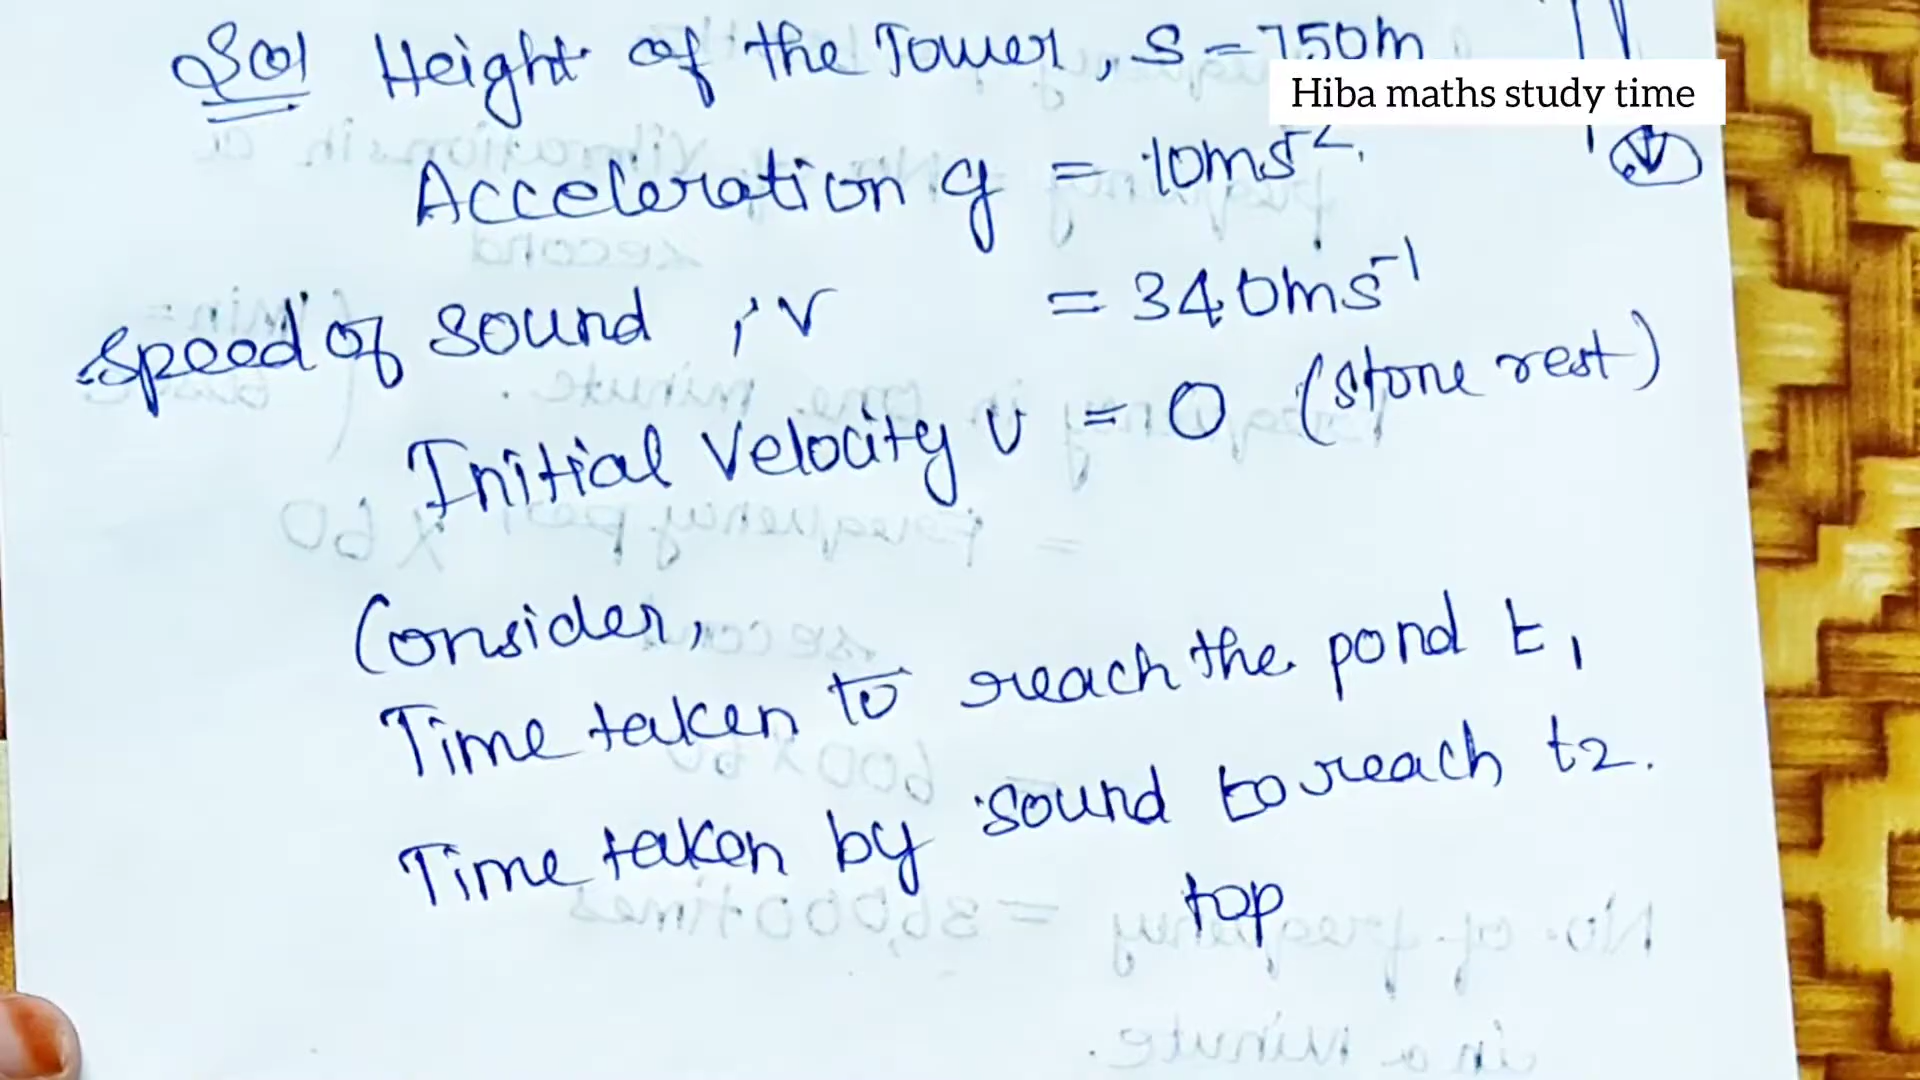 Sol Height of the Tower, S = 750m
Hiba maths study time
Acceleration g = 10ms⁻².
Speed of sound , v = 340ms⁻¹
Initial velocity u = 0 (stone rest)
Consider,
Time taken to reach the pond t₁
Time taken by sound to reach t₂.
top